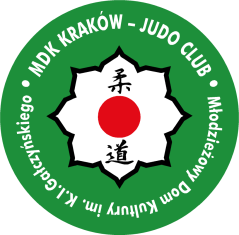 MDK KRAKÓW – JUDO CLUB
• Młodzieżowy Dom Kultury im. K.I. Gałczyńskiego •
柔
道